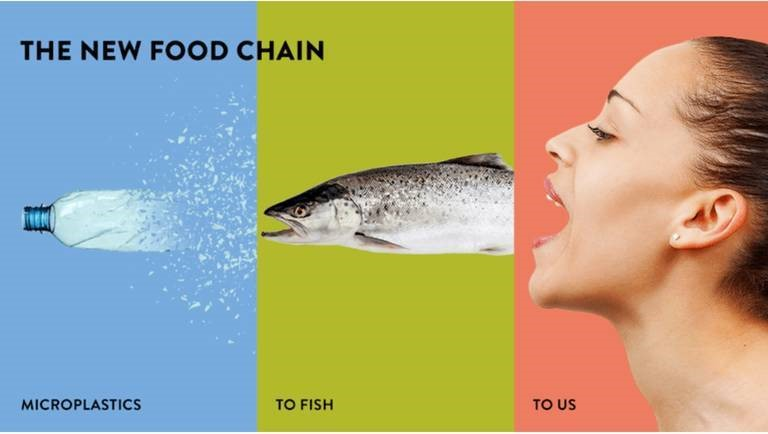 THE NEW FOOD CHAIN
MICROPLASTICS
TO FISH
TO US